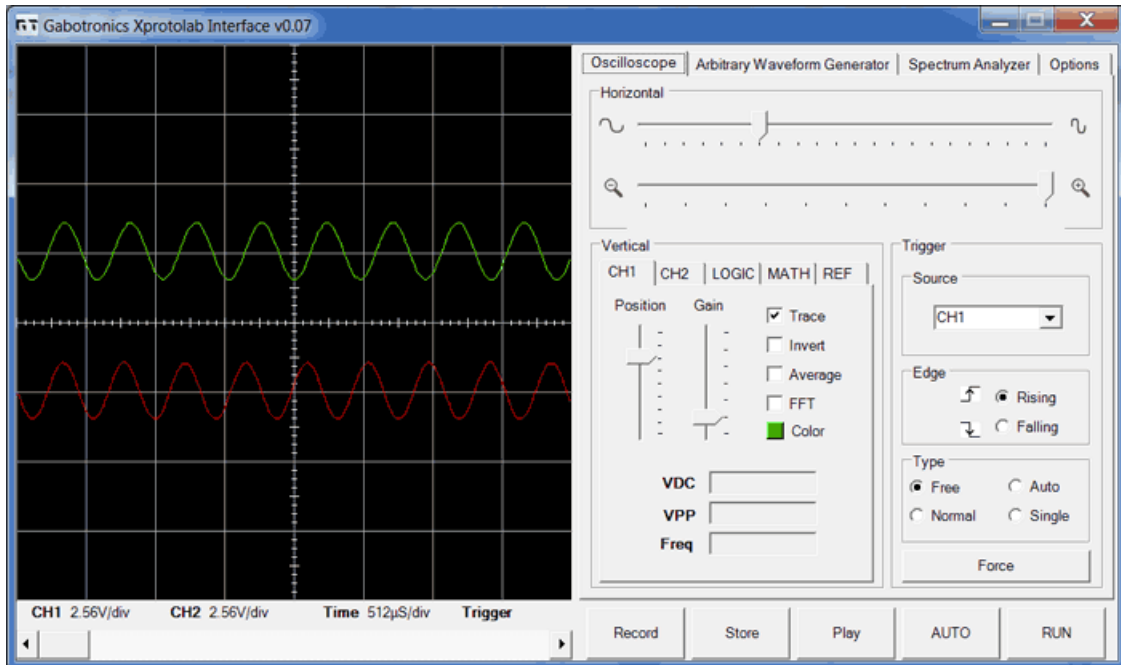 Gabotronics Xprotolab Interface v0.07
Oscilloscope Arbitrary Waveform Generator Spectrum Analyzer Options
Horizontal
Vertical
CH1 CH2 LOGIC MATH REF
Position Gain
Trace
Invert
Average
FFT
Color
VDC
VPP
Freq
Trigger
Source
CH1
Edge
Rising
Falling
Type
Free Auto
Normal Single
Force
CH1 2.56V/div CH2 2.56V/div Time 512µS/div Trigger
Record Store Play AUTO RUN